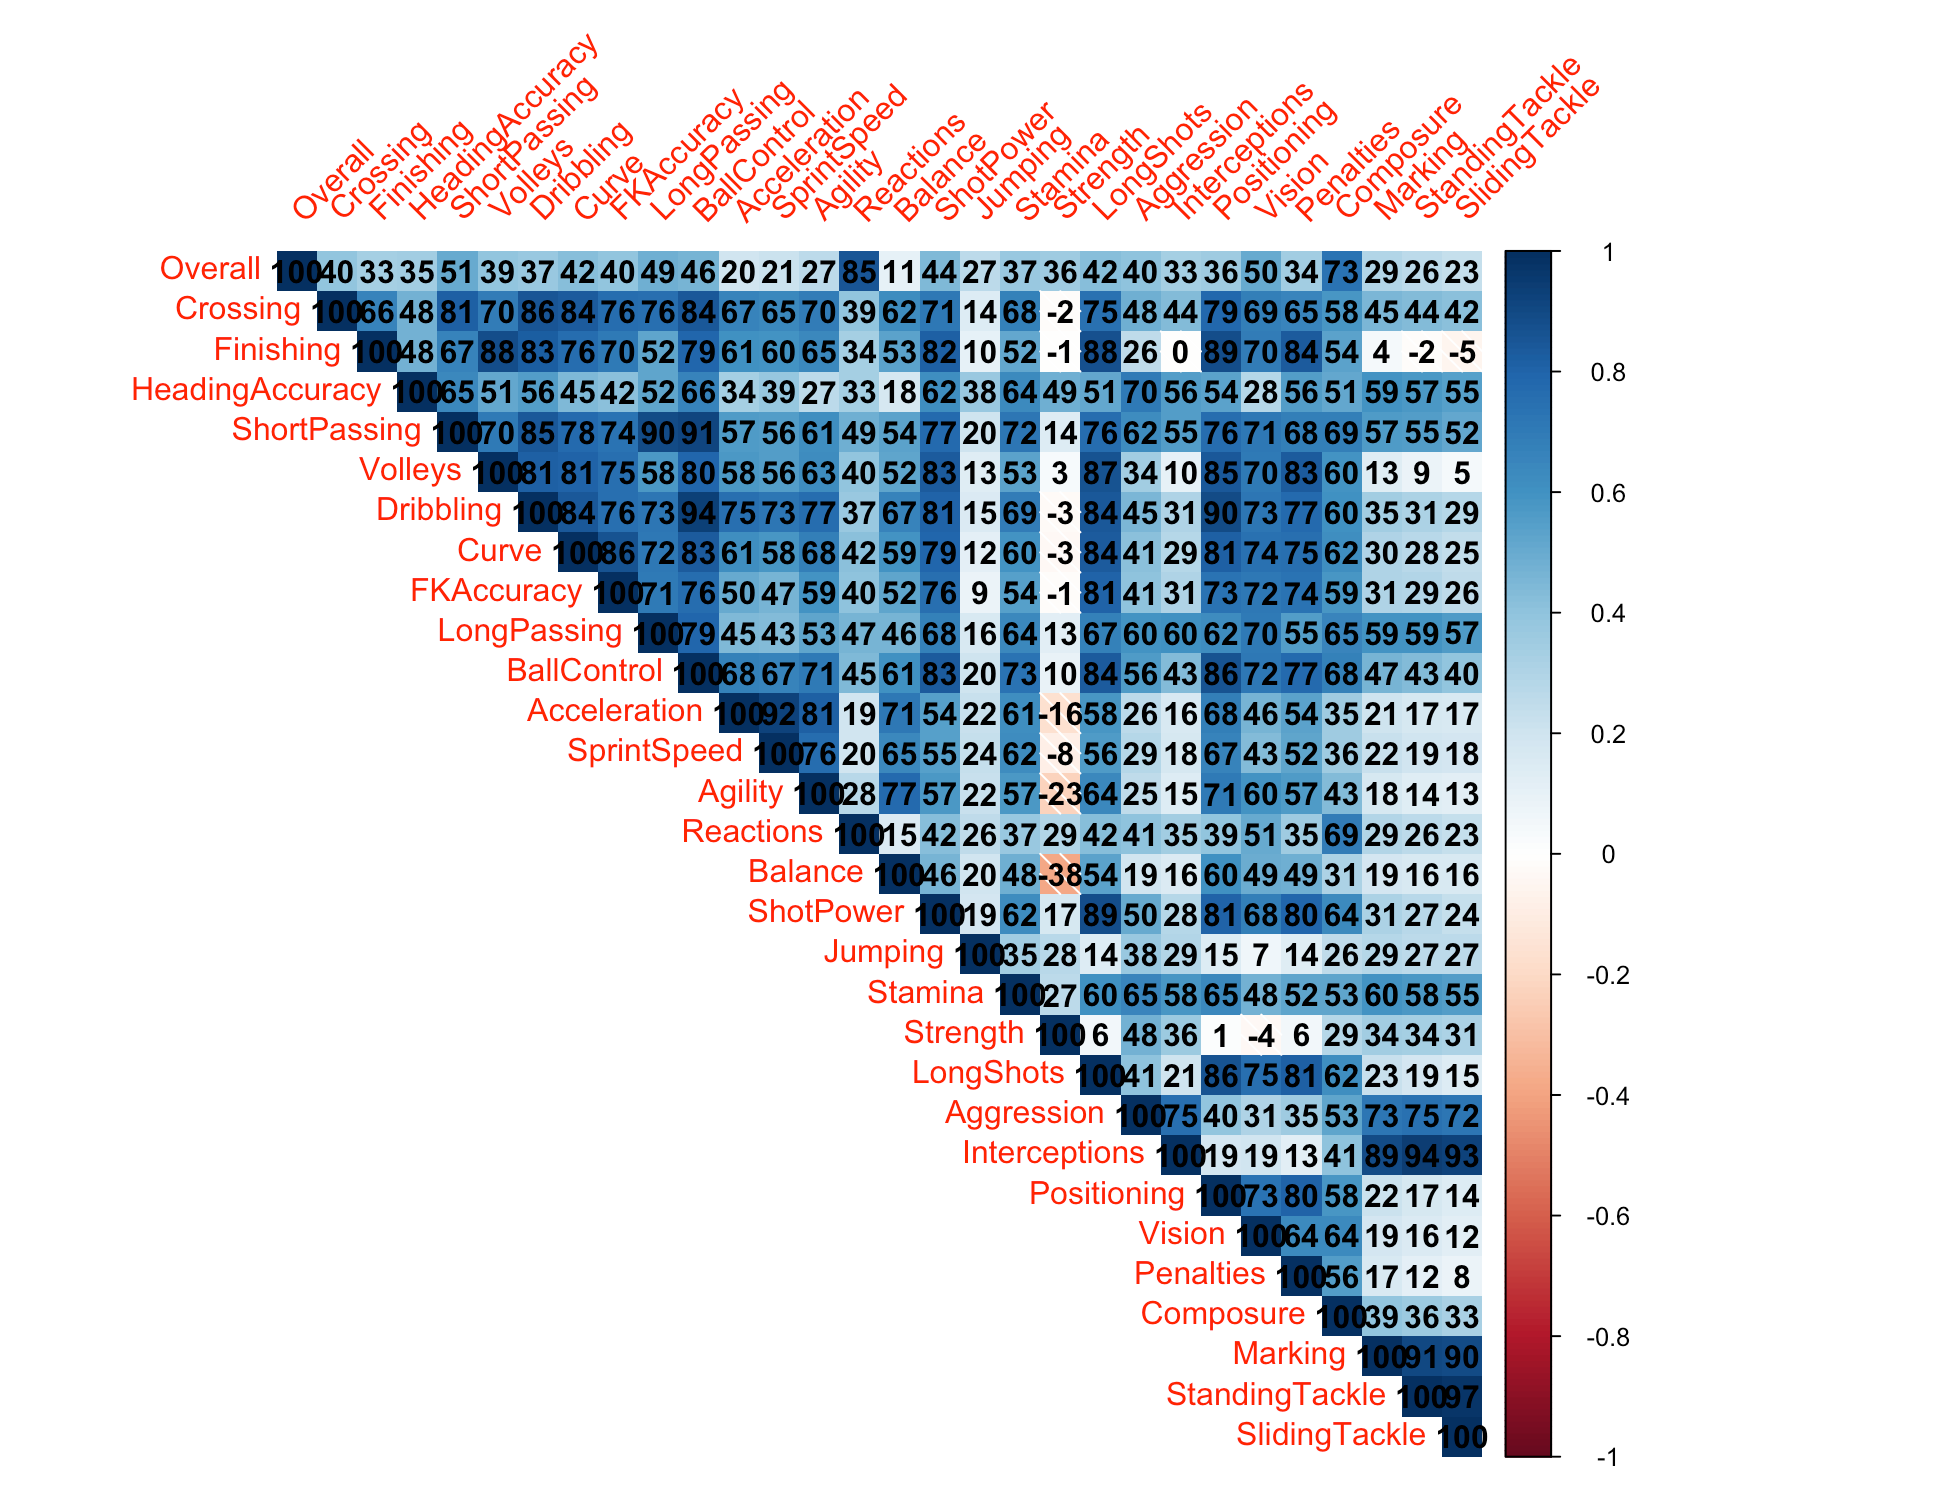 Overall Crossing Finishing HeadingAccuracy ShortPassing Volleys Dribbling Curve FKAccuracy LongPassing BallControl Acceleration SprintSpeed Agility Reactions Balance ShotPower Jumping Stamina Strength LongShots Aggression Interceptions Positioning Vision Penalties Composure Marking StandingTackle SlidingTackle
Overall 100 40 33 35 51 39 37 42 40 49 46 20 21 27 85 11 44 27 37 36 42 40 33 36 50 34 73 29 26 23
Crossing 100 66 48 81 70 86 84 76 76 84 67 65 70 39 62 71 14 68 -2 75 48 44 79 69 65 58 45 44 42
Finishing 100 48 67 88 83 76 70 52 79 61 60 65 34 53 82 10 52 -1 88 26 0 89 70 84 54 4 -2 -5
HeadingAccuracy 100 65 51 56 45 42 52 66 34 39 27 33 18 62 38 64 49 51 70 56 54 28 56 51 59 57 55
ShortPassing 100 70 85 78 74 90 91 57 56 61 49 54 77 20 72 14 76 62 55 76 71 68 69 57 55 52
Volleys 100 81 81 75 58 80 58 56 63 40 52 83 13 53 3 87 34 10 85 70 83 60 13 9 5
Dribbling 100 84 76 73 94 75 73 77 37 67 81 15 69 -3 84 45 31 90 73 77 60 35 31 29
Curve 100 86 72 83 61 58 68 42 59 79 12 60 -3 84 41 29 81 74 75 62 30 28 25
FKAccuracy 100 71 76 50 47 59 40 52 76 9 54 -1 81 41 31 73 72 74 59 31 29 26
LongPassing 100 79 45 43 53 47 46 68 16 64 13 67 60 60 62 70 55 65 59 59 57
BallControl 100 68 67 71 45 61 83 20 73 10 84 56 43 86 72 77 68 47 43 40
Acceleration 100 92 81 19 71 54 22 61 -16 58 26 16 68 46 54 35 21 17 17
SprintSpeed 100 76 20 65 55 24 62 -8 56 29 18 67 43 52 36 22 19 18
Agility 100 28 77 57 22 57 -23 64 25 15 71 60 57 43 18 14 13
Reactions 100 15 42 26 37 29 42 41 35 39 51 35 69 29 26 23
Balance 100 46 20 48 -38 54 19 16 60 49 49 31 19 16 16
ShotPower 100 19 62 17 89 50 28 81 68 80 64 31 27 24
Jumping 100 35 28 14 38 29 15 7 14 26 29 27 27
Stamina 100 27 60 65 58 65 48 52 53 60 58 55
Strength 100 6 48 36 1 -4 6 29 34 34 31
LongShots 100 41 21 86 75 81 62 23 19 15
Aggression 100 75 40 31 35 53 73 75 72
Interceptions 100 19 19 13 41 89 94 93
Positioning 100 73 80 58 22 17 14
Vision 100 64 64 19 16 12
Penalties 100 56 17 12 8
Composure 100 39 36 33
Marking 100 91 90
StandingTackle 100 97
SlidingTackle 100
1
0.8
0.6
0.4
0.2
0
-0.2
-0.4
-0.6
-0.8
-1